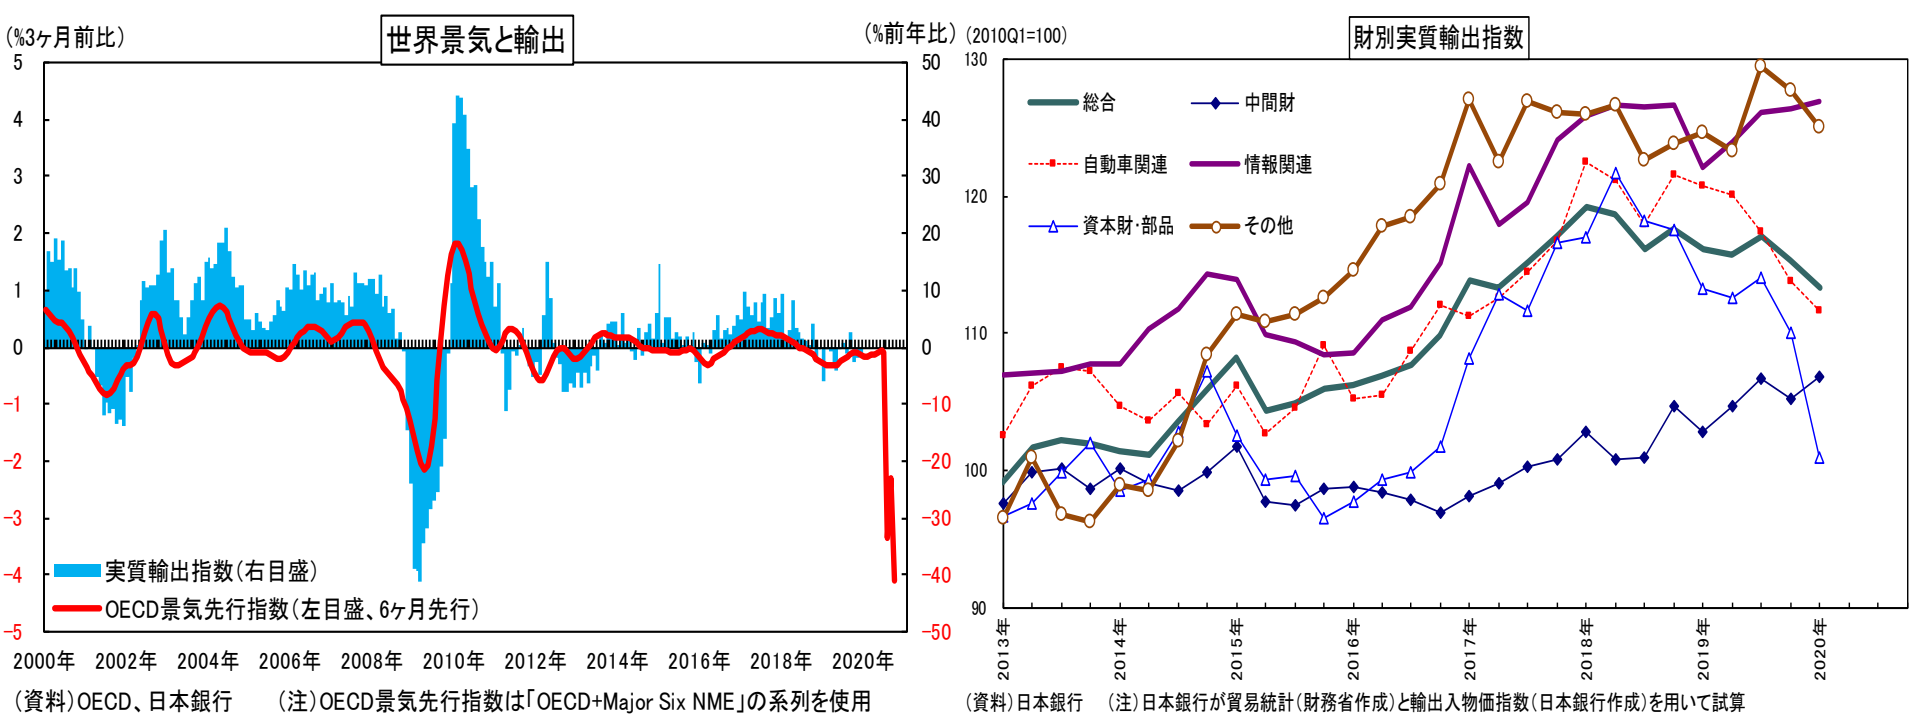 世界景気と輸出
(%3ヶ月前比)
(%前年比)
5
4
3
2
1
0
-1
-2
-3
-4
-5
50
40
30
20
10
0
-10
-20
-30
-40
-50
実質輸出指数(右目盛)
OECD景気先行指数(左目盛、6ヶ月先行)
2000年 2002年 2004年 2006年 2008年 2010年 2012年 2014年 2016年 2018年 2020年
(資料)OECD、日本銀行 (注)OECD景気先行指数は「OECD+Major Six NME」の系列を使用
財別実質輸出指数
(2010Q1=100)
130
120
110
100
90
総合 中間財
自動車関連 情報関連
資本財・部品 その他
2013年 2014年 2015年 2016年 2017年 2018年 2019年 2020年
(資料)日本銀行 (注)日本銀行が貿易統計(財務省作成)と輸出入物価指数(日本銀行作成)を用いて試算